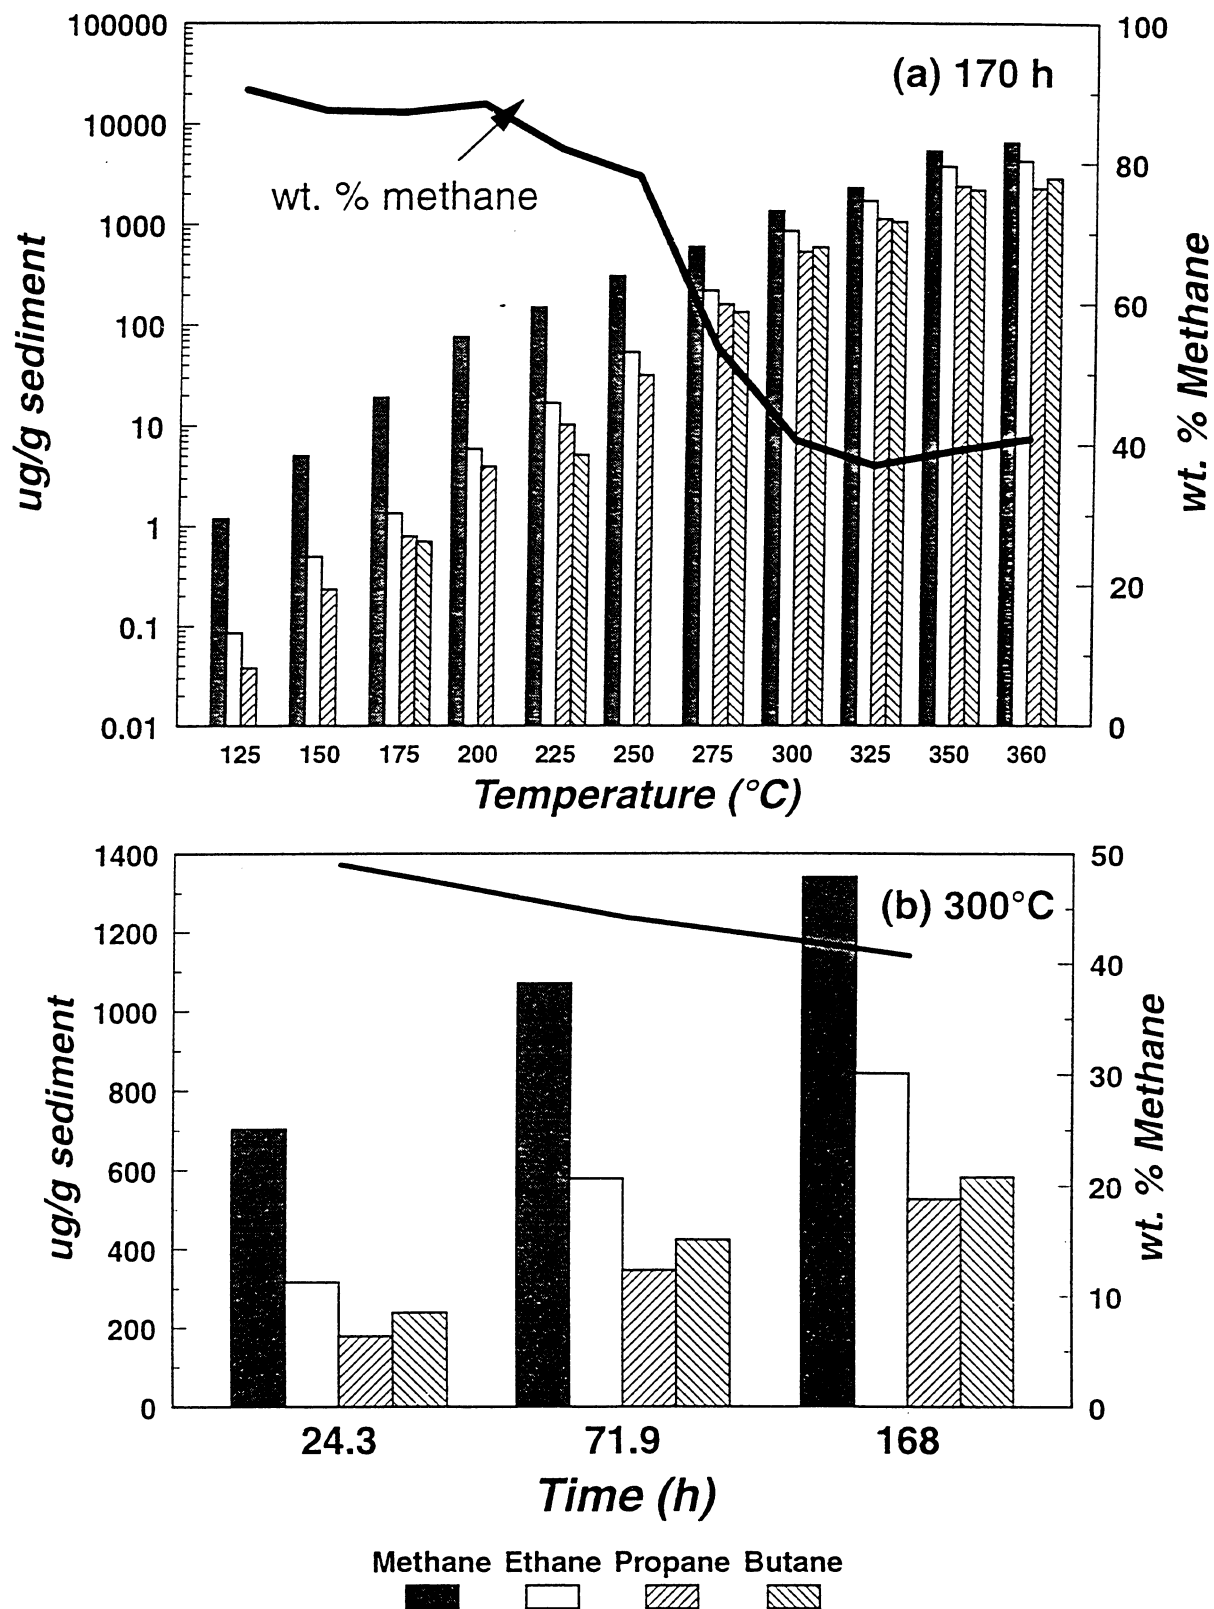 100000
10000
1000
100
10
1
0.1
0.01
ug/g sediment
(a) 170 h
wt. % methane
100
80
60
40
20
0
wt. % Methane
125 150 175 200 225 250 275 300 325 350 360
Temperature (°C)
1400
1200
1000
800
600
400
200
0
ug/g sediment
(b) 300°C
50
40
30
20
10
0
wt. % Methane
24.3 71.9 168
Time (h)
Methane Ethane Propane Butane